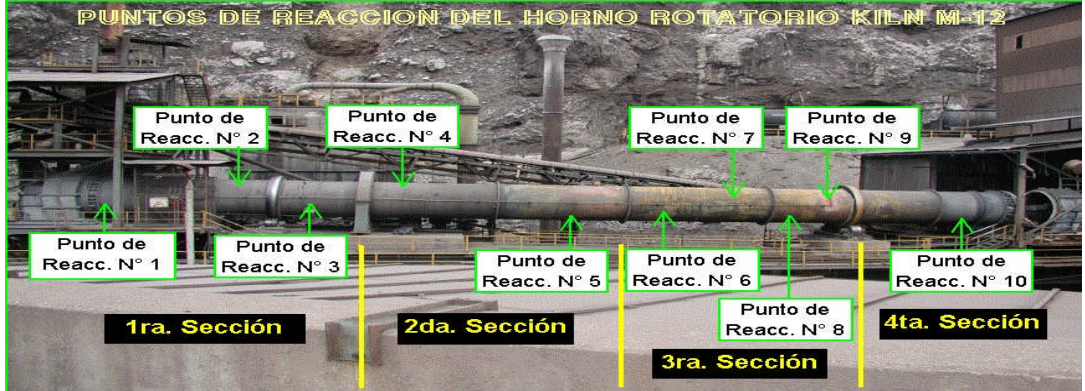 PUNTOS DE REACCION DEL HORNO ROTATORIO KILN M-12
Punto de
Reacc. N° 2
Punto de
Reacc. N° 4
Punto de
Reacc. N° 7
Punto de
Reacc. N° 9
Punto de
Reacc. N° 1
Punto de
Reacc. N° 3
Punto de
Reacc. N° 5
Punto de
Reacc. N° 6
Punto de
Reacc. N° 8
Punto de
Reacc. N° 10
1ra. Sección
2da. Sección
3ra. Sección
4ta. Sección